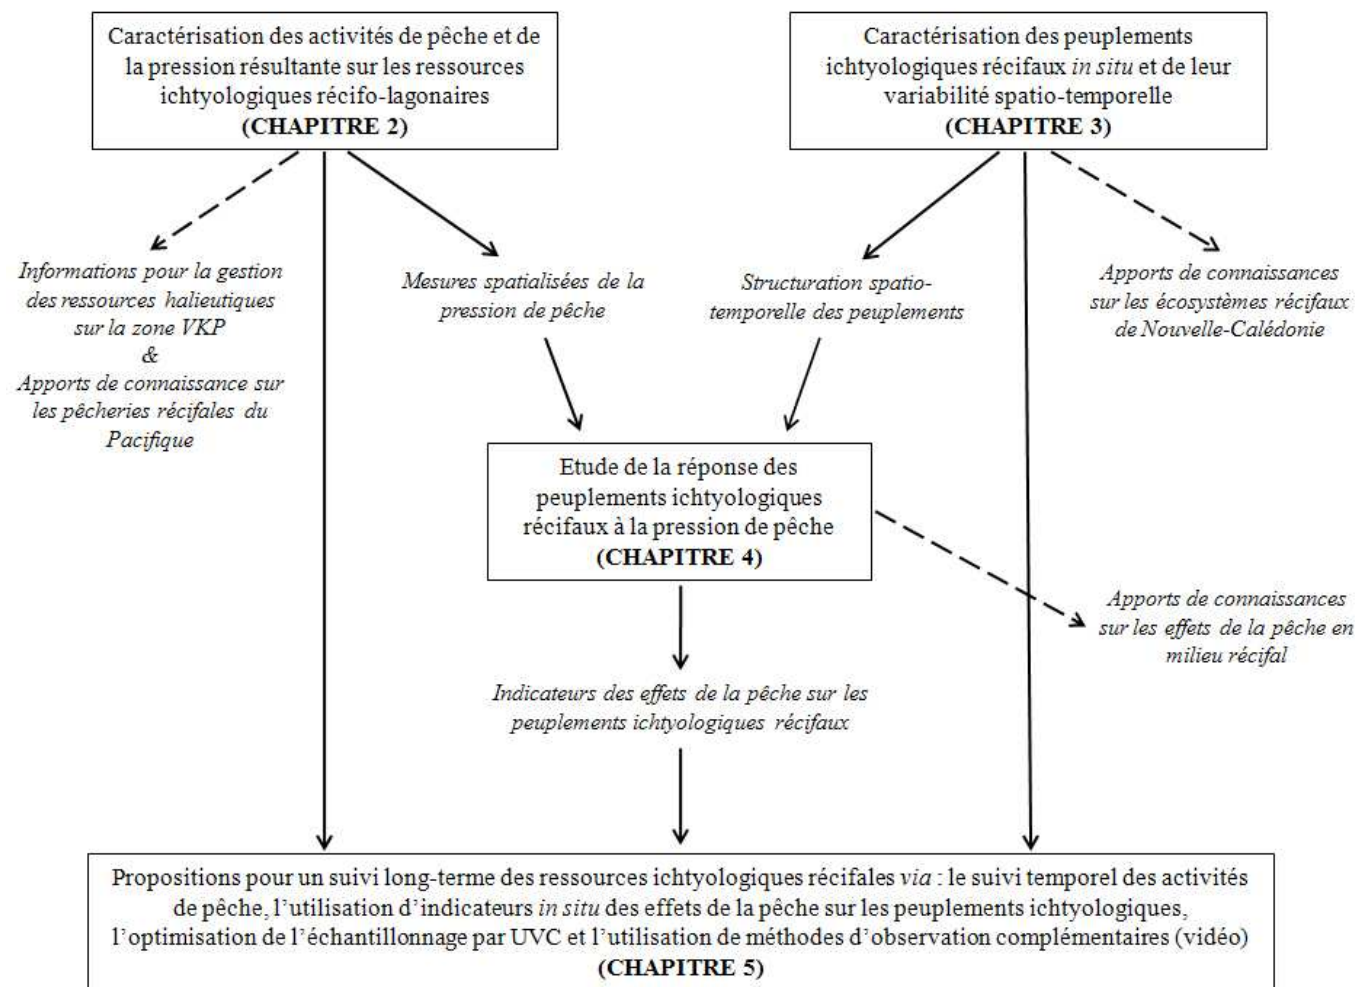 Caractérisation des activités de pêche et de
la pression résultante sur les ressources
ichtyologiques récifo-lagonaires
(CHAPITRE 2)
Caractérisation des peuplements
ichtyologiques récifaux in situ et de leur
variabilité spatio-temporelle
(CHAPITRE 3)
Informations pour la gestion
des ressources halieutiques
sur la zone VKP
&
Apports de connaissance sur
les pêcheries récifales du
Pacifique
Mesures spatialisées de la
pression de pêche
Structuration spatio-
temporelle des peuplements
Apports de connaissances
sur les écosystèmes récifaux
de Nouvelle-Calédonie
Etude de la réponse des
peuplements ichtyologiques
récifaux à la pression de pêche
(CHAPITRE 4)
Apports de connaissances
sur les effets de la pêche en
milieu récifal
Indicateurs des effets de la pêche sur les
peuplements ichtyologiques récifaux
Propositions pour un suivi long-terme des ressources ichtyologiques récifales via : le suivi temporel des activités
de pêche, l'utilisation d'indicateurs in situ des effets de la pêche sur les peuplements ichtyologiques,
l'optimisation de l'échantillonnage par UVC et l'utilisation de méthodes d'observation complémentaires (vidéo)
(CHAPITRE 5)